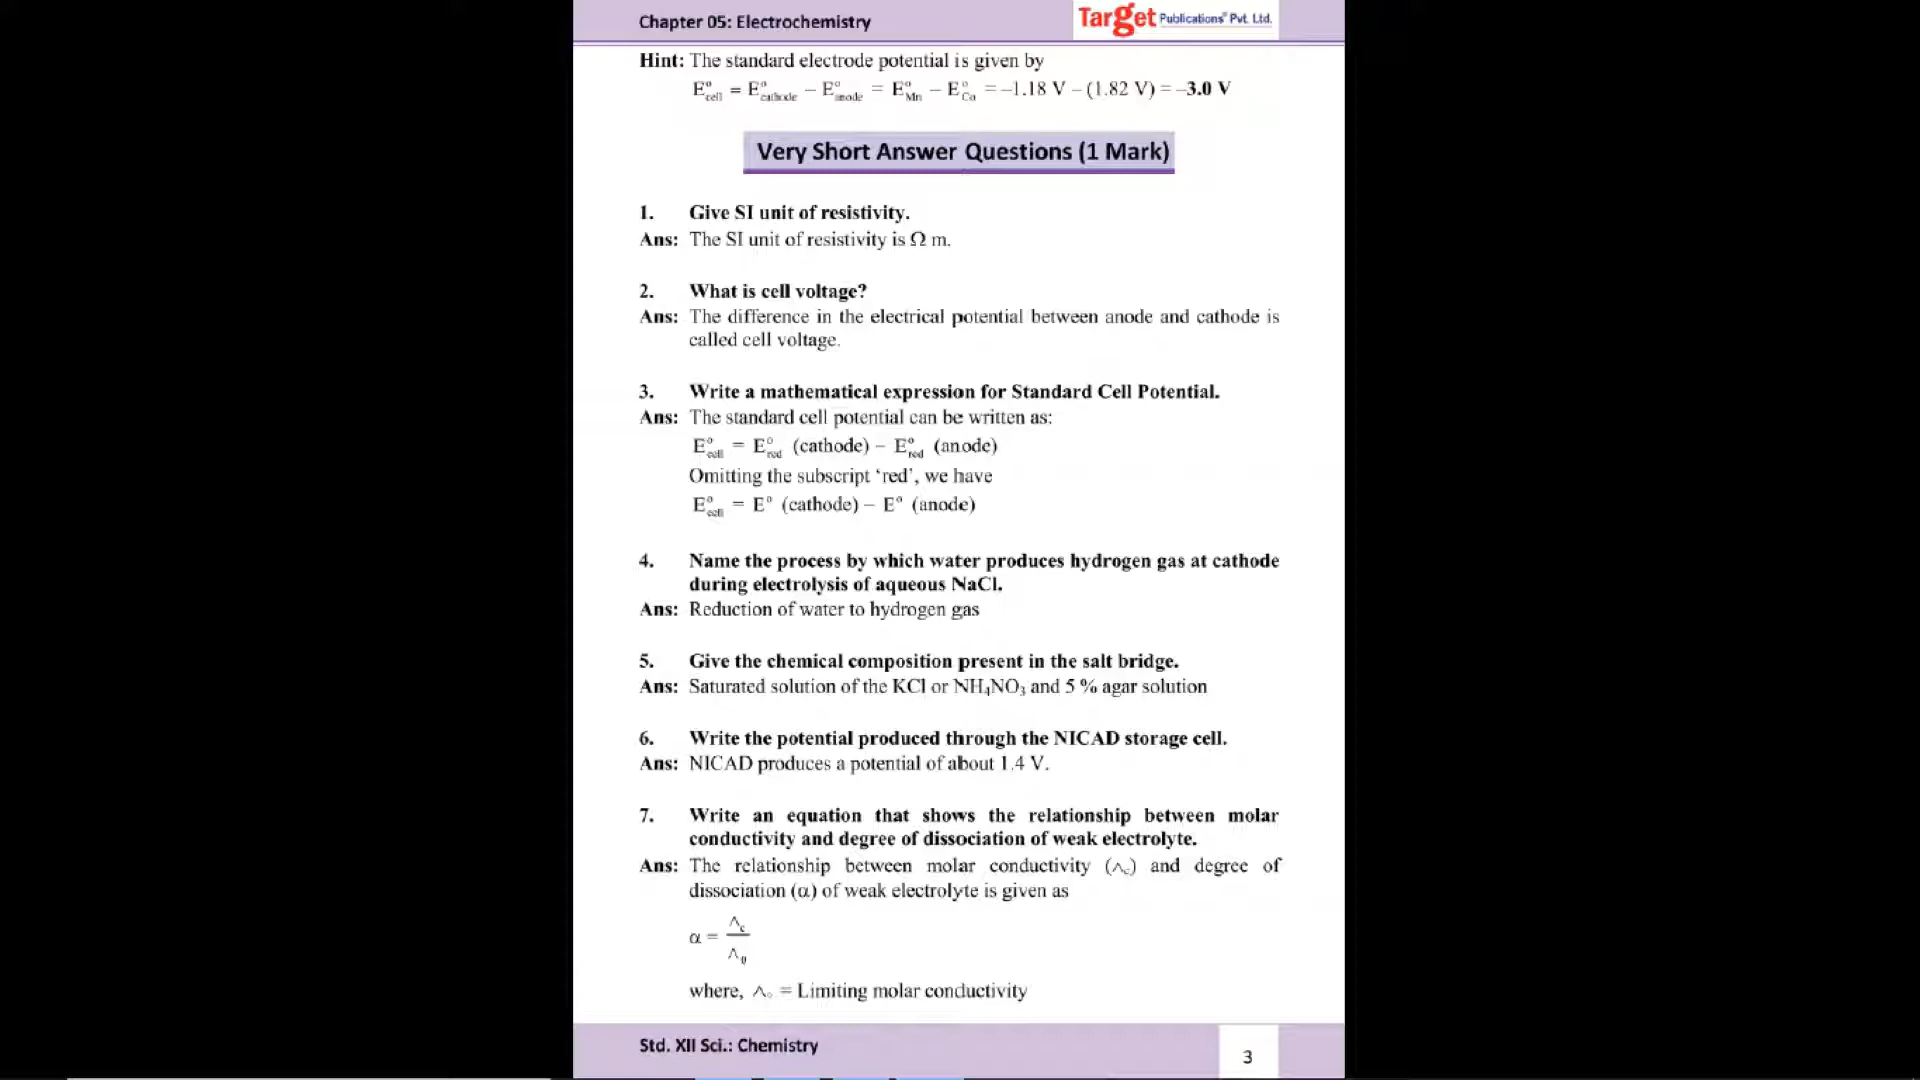 Chapter 05: Electrochemistry
Target Publications® Pvt. Ltd.
Hint: The standard electrode potential is given by
E°cell = E°cathode – E°anode = E°Mn – E°Co = –1.18 V – (1.82 V) = –3.0 V
Very Short Answer Questions (1 Mark)
1. Give SI unit of resistivity.
Ans: The SI unit of resistivity is Ω m.
2. What is cell voltage?
Ans: The difference in the electrical potential between anode and cathode is
called cell voltage.
3. Write a mathematical expression for Standard Cell Potential.
Ans: The standard cell potential can be written as:
E°cell = E°red (cathode) – E°red (anode)
Omitting the subscript ‘red’, we have
E°cell = E° (cathode) – E° (anode)
4. Name the process by which water produces hydrogen gas at cathode
during electrolysis of aqueous NaCl.
Ans: Reduction of water to hydrogen gas
5. Give the chemical composition present in the salt bridge.
Ans: Saturated solution of the KCl or NH₄NO₃ and 5 % agar solution
6. Write the potential produced through the NICAD storage cell.
Ans: NICAD produces a potential of about 1.4 V.
7. Write an equation that shows the relationship between molar
conductivity and degree of dissociation of weak electrolyte.
Ans: The relationship between molar conductivity (∧c) and degree of
dissociation (α) of weak electrolyte is given as
α = ∧c / ∧0
where, ∧₀ = Limiting molar conductivity
Std. XII Sci.: Chemistry
3